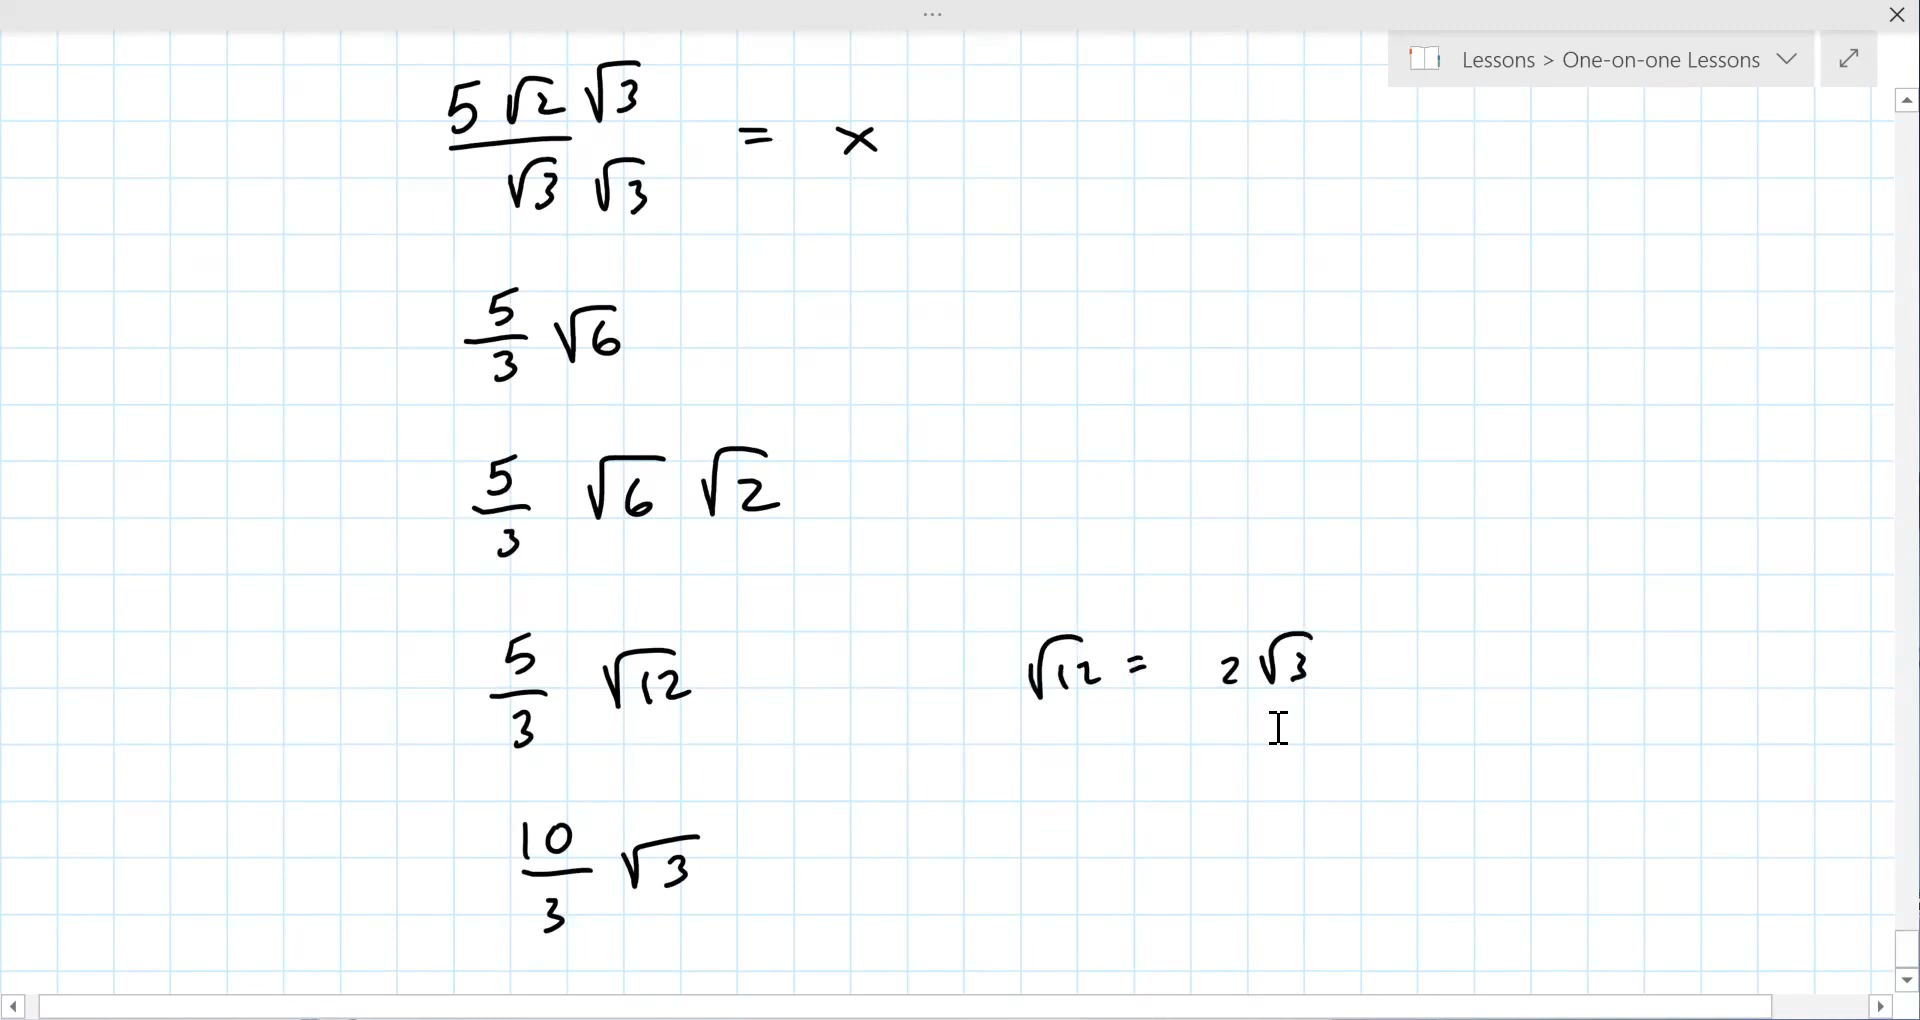 ...
Lessons > One-on-one Lessons
5 √2 √3
√3 √3
= x
5/3 √6
5/3 √6 √2
5/3 √12
√12 = 2 √3
10/3 √3